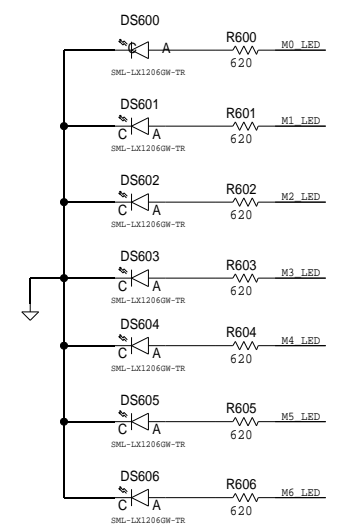 DS600
R600
C A
M0_LED
SML-LX1206GW-TR
620
DS601
R601
M1_LED
C A
620
SML-LX1206GW-TR
DS602
R602
M2_LED
C A
620
SML-LX1206GW-TR
DS603
R603
M3_LED
C A
620
SML-LX1206GW-TR
DS604
R604
M4_LED
C A
620
SML-LX1206GW-TR
DS605
R605
M5_LED
C A
620
SML-LX1206GW-TR
DS606
R606
M6_LED
C A
620
SML-LX1206GW-TR